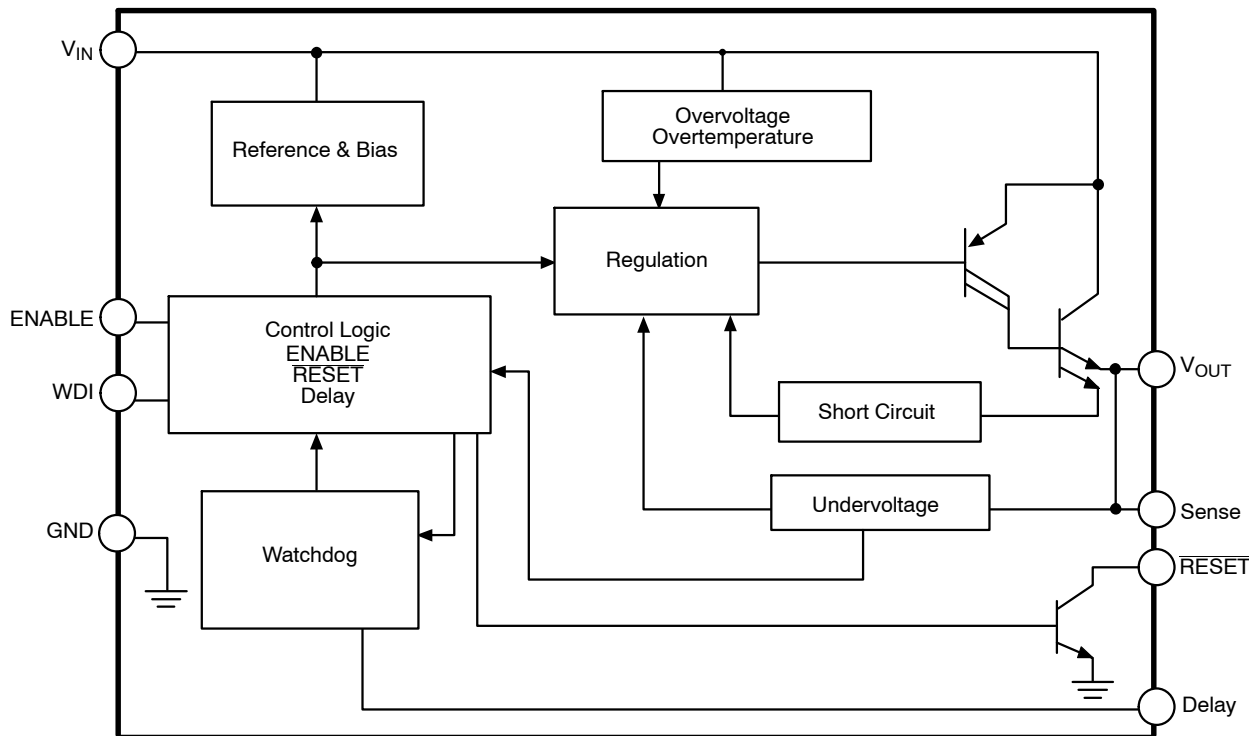 VIN
Overvoltage
Overtemperature
Reference & Bias
Regulation
ENABLE
Control Logic
ENABLE
RESET
Delay
WDI
VOUT
Short Circuit
Undervoltage
Sense
GND
Watchdog
RESET
Delay